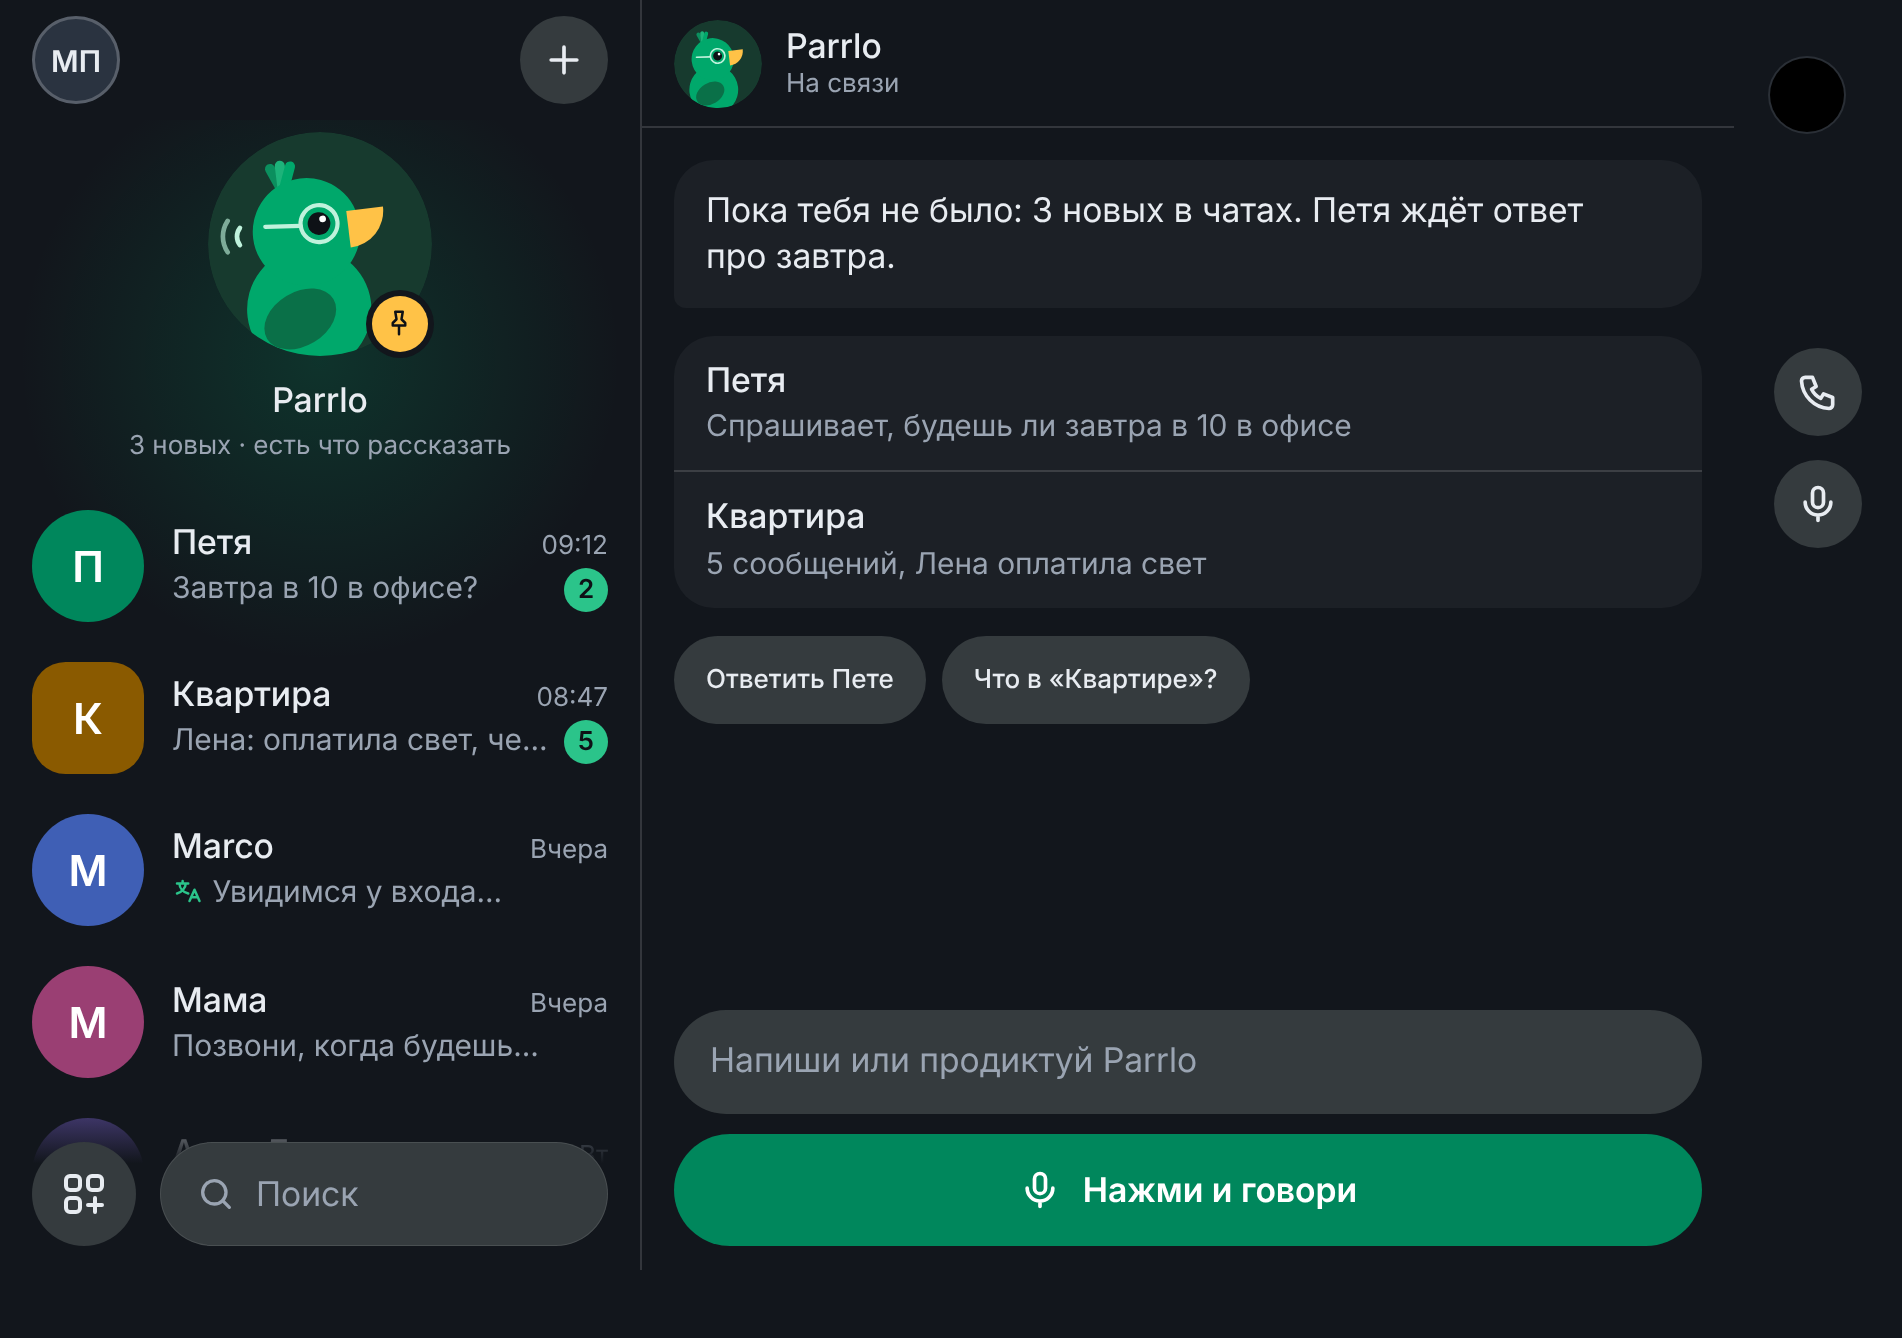 МП
Parrlo
3 новых · есть что рассказать
Петя
09:12
П
Завтра в 10 в офисе?
2
Квартира
08:47
К
Лена: оплатила свет, че...
5
Marco
Вчера
M
Увидимся у входа...
Мама
Вчера
М
Позвони, когда будешь...
Вт
Поиск
Parrlo
На связи
Пока тебя не было: 3 новых в чатах. Петя ждёт ответ
про завтра.
Петя
Спрашивает, будешь ли завтра в 10 в офисе
Квартира
5 сообщений, Лена оплатила свет
Ответить Пете
Что в «Квартире»?
Напиши или продиктуй Parrlo
Нажми и говори